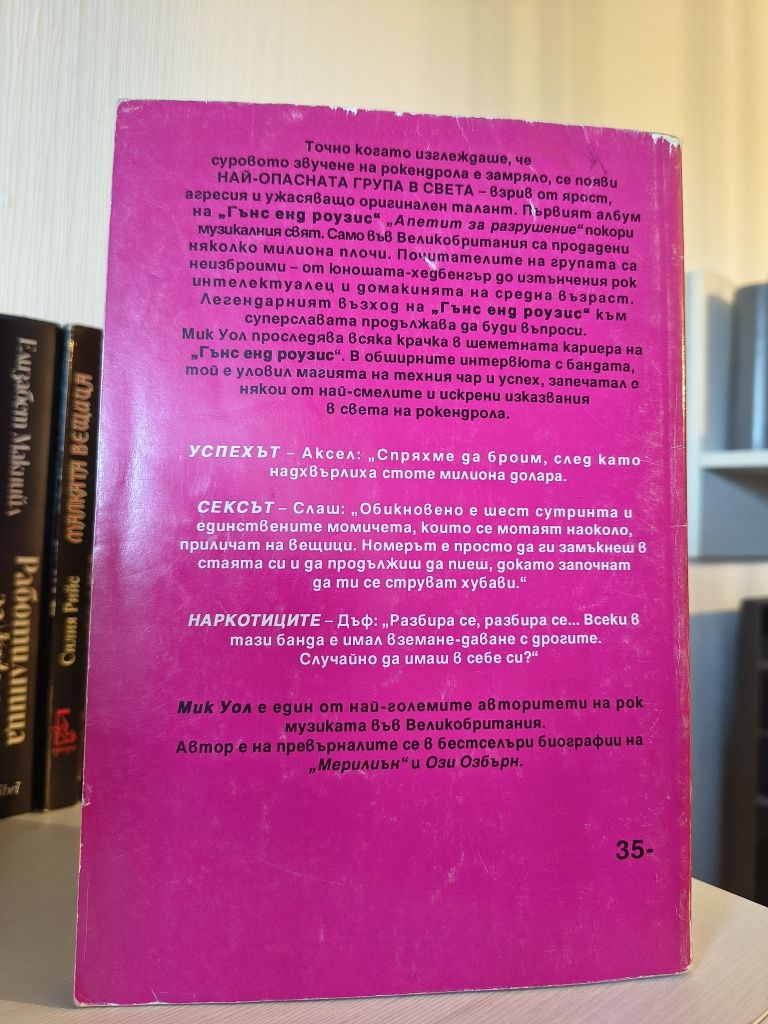 Точно когато изглеждаше, че
суровото звучене на рокендрола е замряло, се появи
НАЙ-ОПАСНАТА ГРУПА В СВЕТА – взрив от ярост,
агресия и ужасяващо оригинален талант. Първият албум
на „Гънс енд роузис“ „Апетит за разрушение“ покори
музикалния свят. Само във Великобритания са продадени
няколко милиона плочи. Почитателите на групата са
неизброими – от юношата-хедбенгър до изтънчения рок
интелектуалец и домакинята на средна възраст.
Легендарният възход на „Гънс енд роузис“ към
суперславата продължава да буди въпроси.
Мик Уол проследява всяка крачка в шеметната кариера на
„Гънс енд роузис“. В обширните интервюта с бандата,
той е уловил магията на техния чар и успех, запечатал е
някои от най-смелите и искрени изказвания
в света на рокендрола.
УСПЕХЪТ – Аксел: „Спряхме да броим, след като
надхвърлиха стоте милиона долара.
СЕКСЪТ – Слаш: „Обикновено е шест сутринта и
единствените момичета, които се мотаят наоколо,
приличат на вещици. Номерът е просто да ги замъкнеш в
стаята си и да продължиш да пиеш, докато започнат
да ти се струват хубави.“
НАРКОТИЦИТЕ – Дъф: „Разбира се, разбира се... Всеки в
тази банда е имал вземане-даване с дрогите.
Случайно да имаш в себе си?“
Мик Уол е един от най-големите авторитети на рок
музиката във Великобритания.
Автор е на превърналите се в бестселъри биографии на
„Мерилиън“ и Ози Озбърн.
35-
Елизабет Макнийл
Работилница
Силия Рийс
МАЛКАТА ВЕЩИЦА